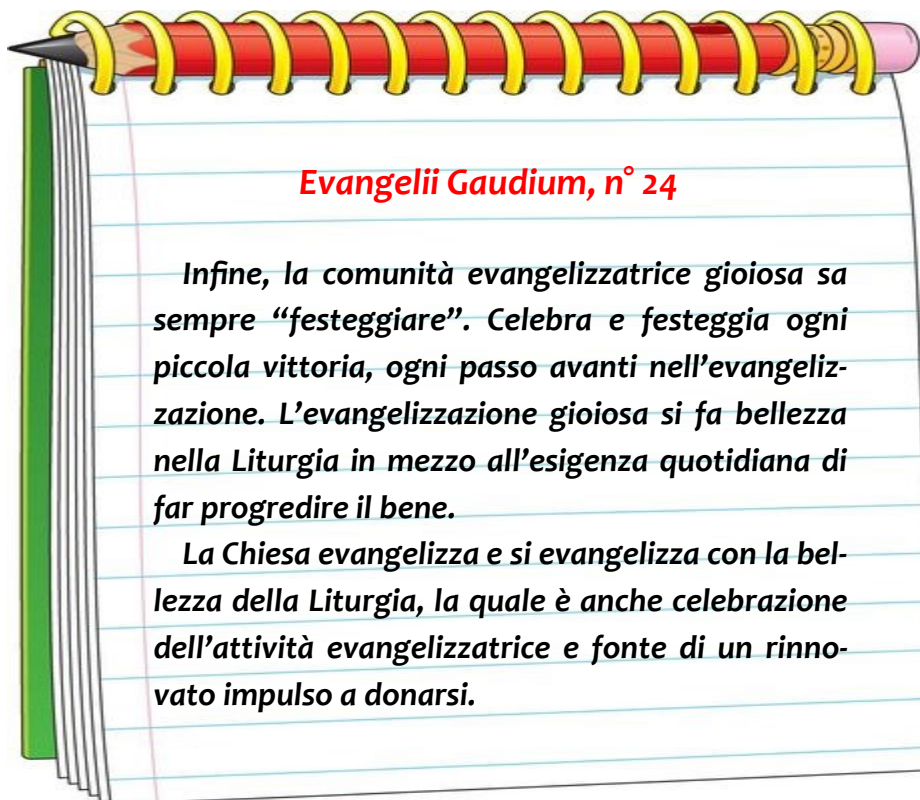 Evangelii Gaudium, n° 24
Infine, la comunità evangelizzatrice gioiosa sa
sempre “festeggiare”. Celebra e festeggia ogni
piccola vittoria, ogni passo avanti nell’evangeliz-
zazione. L’evangelizzazione gioiosa si fa bellezza
nella Liturgia in mezzo all’esigenza quotidiana di
far progredire il bene.
La Chiesa evangelizza e si evangelizza con la bel-
lezza della Liturgia, la quale è anche celebrazione
dell’attività evangelizzatrice e fonte di un rinno-
vato impulso a donarsi.